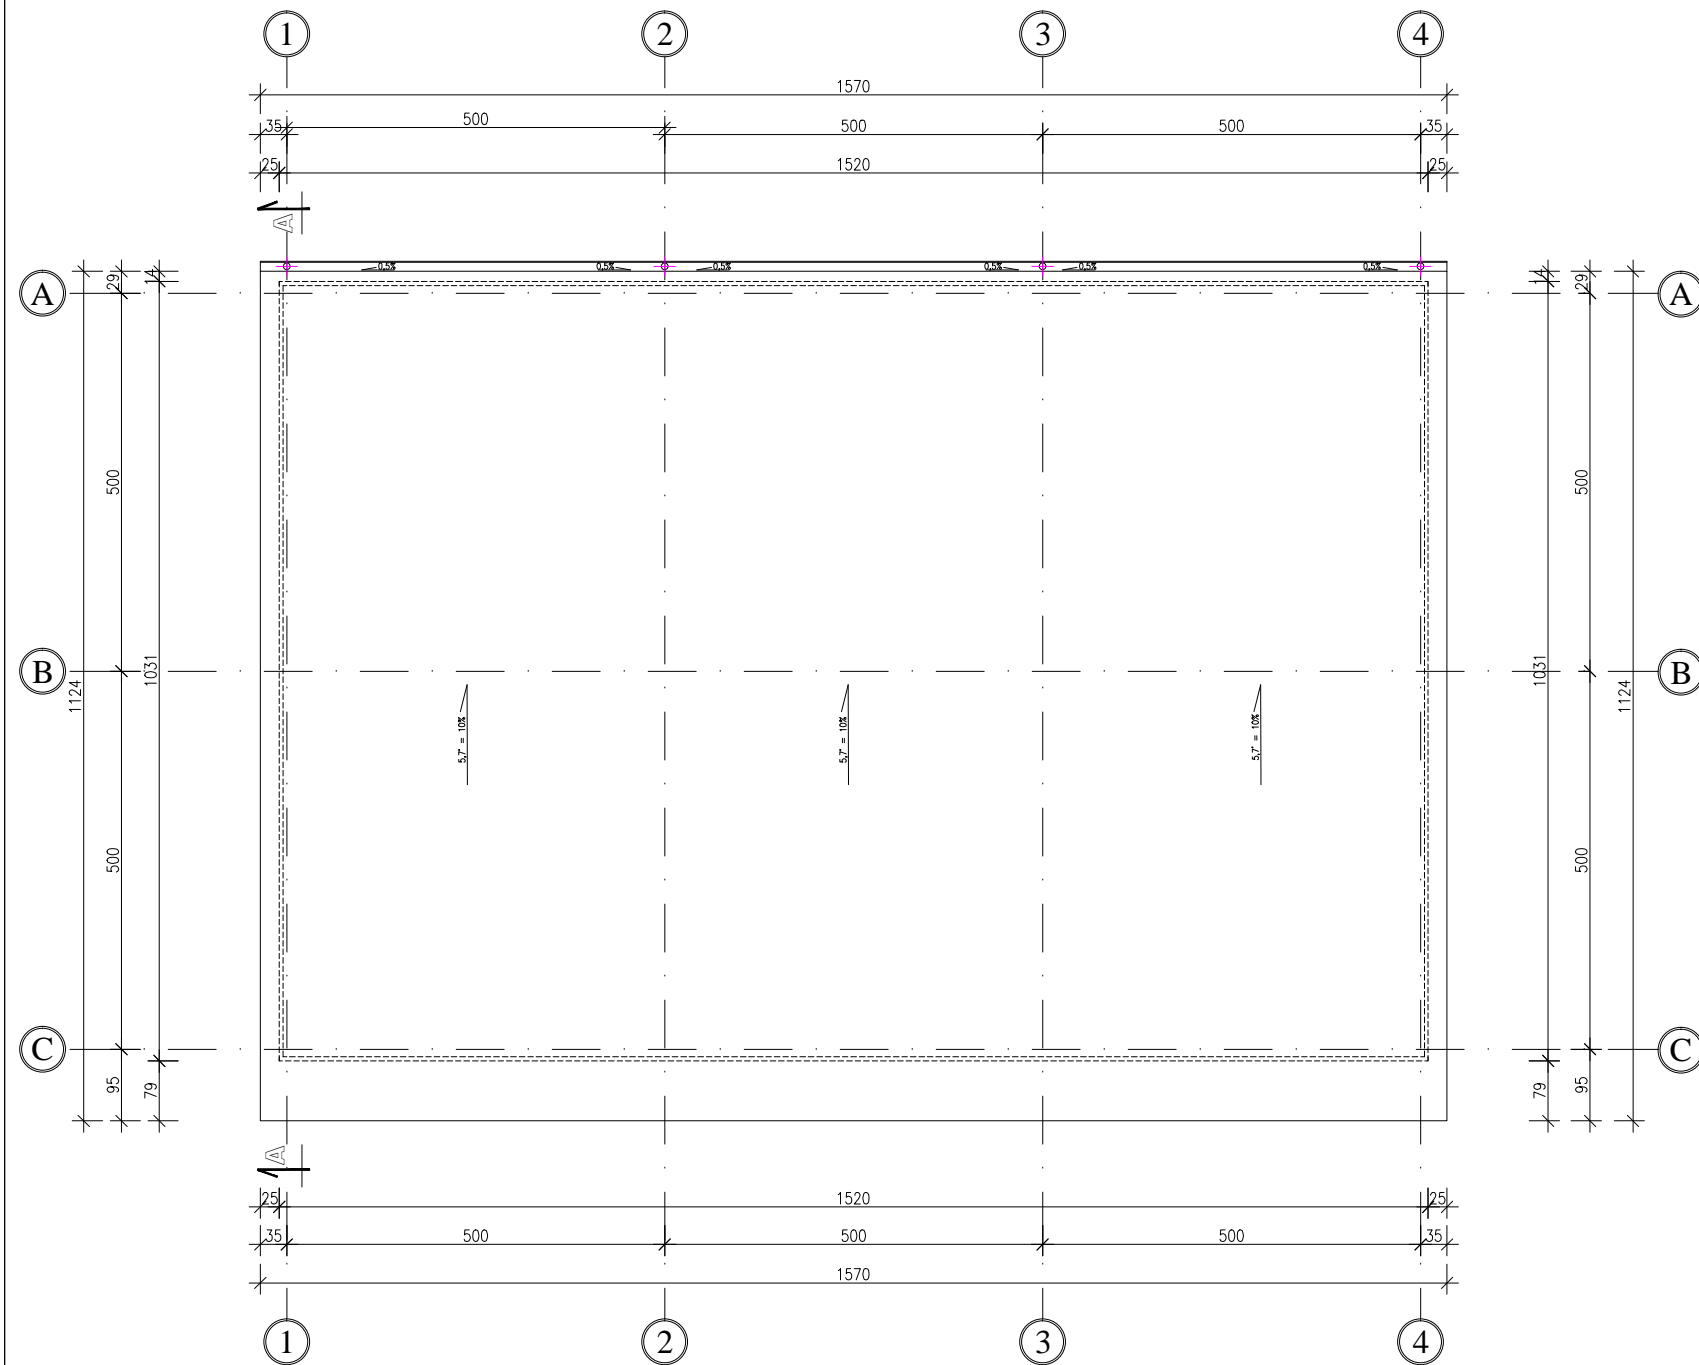 1 2 3 4
1570
35 500 500 500 35
25 1520 25
A
0,5% 0,5% 0,5% 0,5% 0,5% 0,5%
A 29 14 14 29 A
500 500
B 1124 1031 1031 1124 B
5,7° = 10% 5,7° = 10% 5,7° = 10%
500 500
C C
95 79 79 95
A
25 1520 25
35 500 500 500 35
1570
1 2 3 4